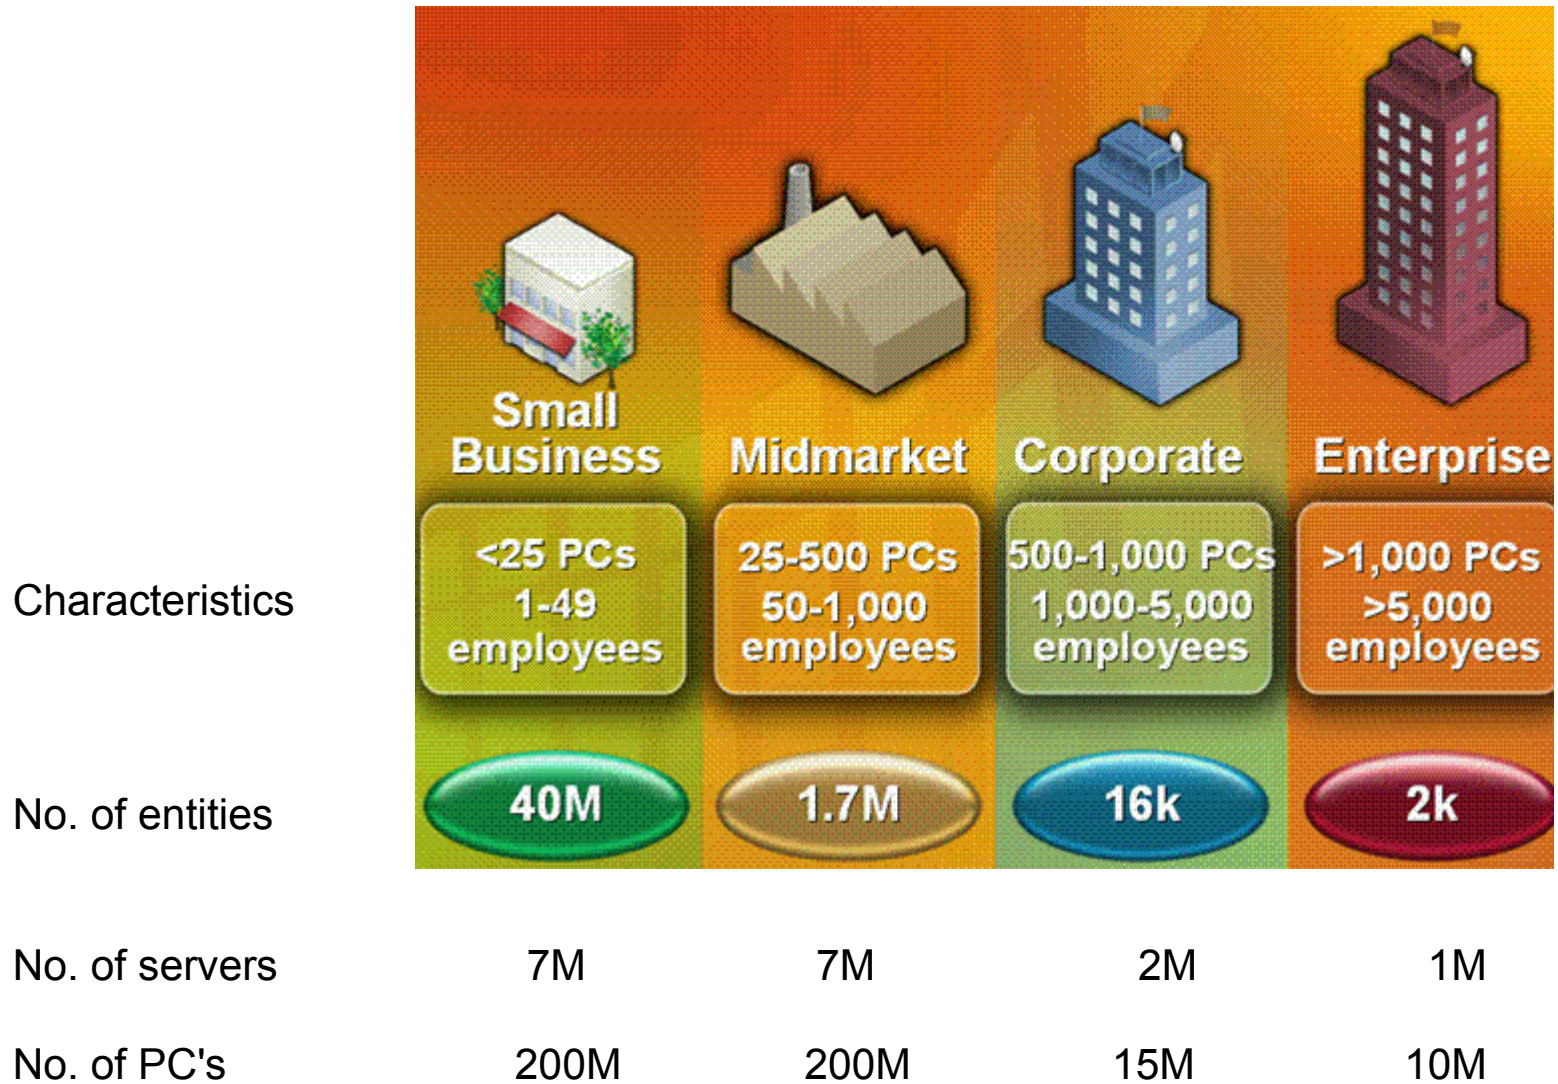 Small
Business
Midmarket
Corporate
Enterprise
Characteristics
<25 PCs
1-49
employees
25-500 PCs
50-1,000
employees
500-1,000 PCs
1,000-5,000
employees
>1,000 PCs
>5,000
employees
No. of entities
40M
1.7M
16k
2k
No. of servers
7M
7M
2M
1M
No. of PC's
200M
200M
15M
10M